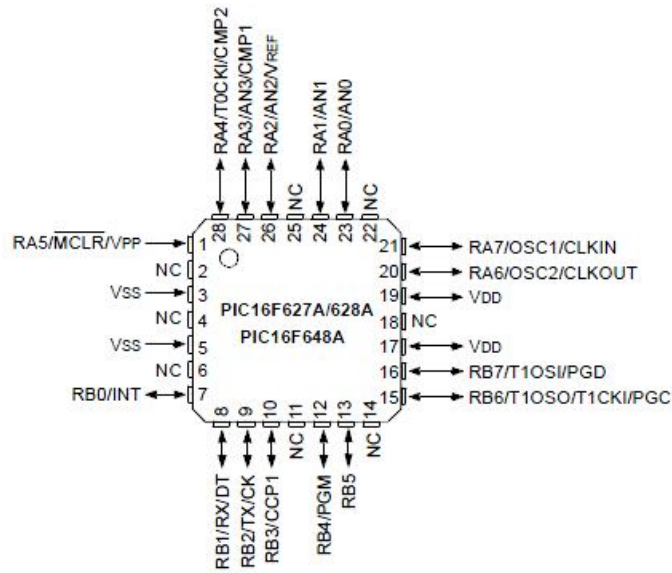 RA4/T0CKI/CMP2
RA3/AN3/CMP1
RA2/AN2/VREF
NC
RA1/AN1
RA0/AN0
NC
28
27
26
25
24
23
22
RA5/MCLR/VPP
1
NC
2
VSS
3
NC
4
VSS
5
NC
6
RB0/INT
7
PIC16F627A/628A
PIC16F648A
21
RA7/OSC1/CLKIN
20
RA6/OSC2/CLKOUT
19
VDD
18
NC
17
VDD
16
RB7/T1OSI/PGD
15
RB6/T1OSO/T1CKI/PGC
8
9
10
11
12
13
14
RB1/RX/DT
RB2/TX/CK
RB3/CCP1
NC
RB4/PGM
RB5
NC